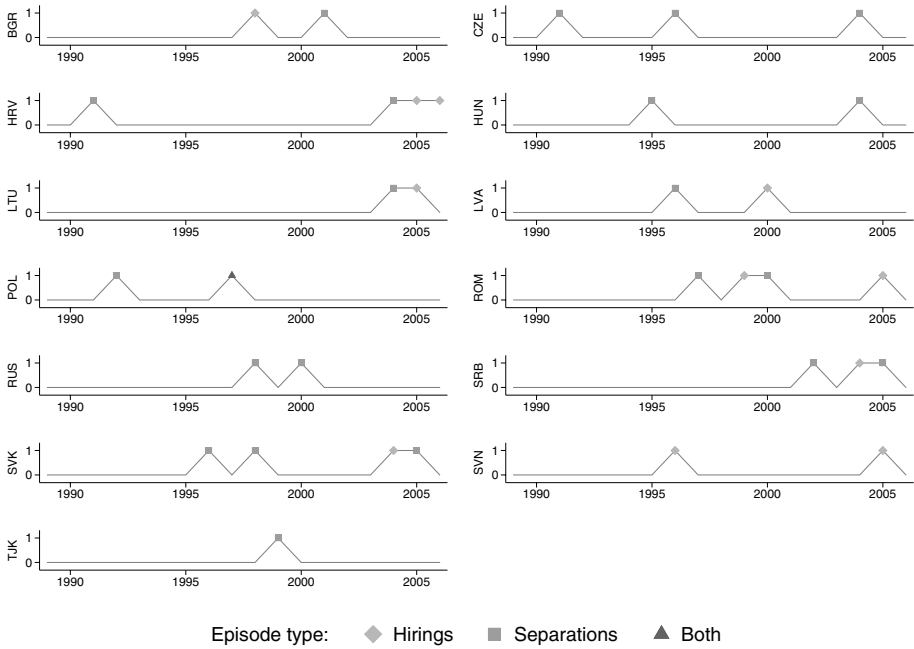 BGR 1 0 1990 1995 2000 2005
CZE 1 0 1990 1995 2000 2005
HRV 1 0 1990 1995 2000 2005
HUN 1 0 1990 1995 2000 2005
LTU 1 0 1990 1995 2000 2005
LVA 1 0 1990 1995 2000 2005
POL 1 0 1990 1995 2000 2005
ROM 1 0 1990 1995 2000 2005
RUS 1 0 1990 1995 2000 2005
SRB 1 0 1990 1995 2000 2005
SVK 1 0 1990 1995 2000 2005
SVN 1 0 1990 1995 2000 2005
TJK 1 0 1990 1995 2000 2005
Episode type: Hirings Separations Both